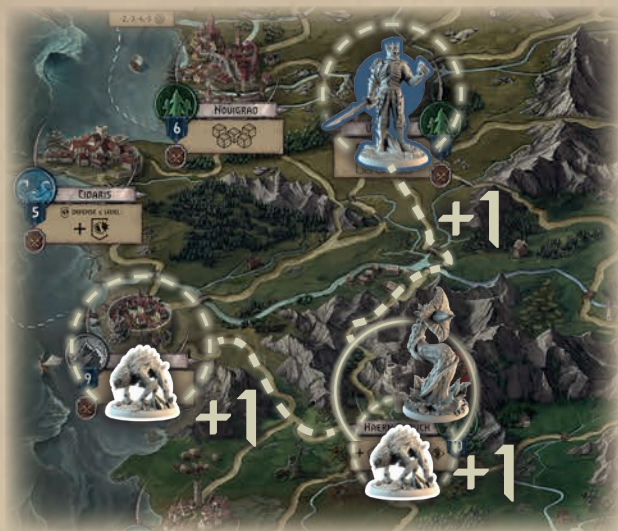 -2, 3-4, 5
NOVIGRAD
6
CIDARIS
5
DEFENSE ≤ LEVEL:
+
+1
9
+1
+
+1